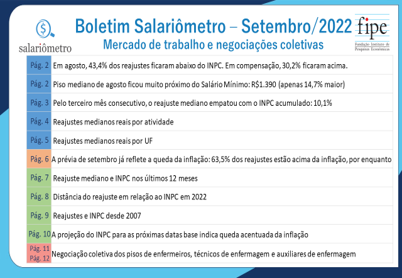 Boletim Salariômetro – Setembro/2022
Mercado de trabalho e negociações coletivas
salariômetro
fipe
Fundação Instituto de
Pesquisas Econômicas
Pág. 2 Em agosto, 43,4% dos reajustes ficaram abaixo do INPC. Em compensação, 30,2% ficaram acima.
Pág. 2 Piso mediano de agosto ficou muito próximo do Salário Mínimo: R$1.390 (apenas 14,7% maior)
Pág. 3 Pelo terceiro mês consecutivo, o reajuste mediano empatou com o INPC acumulado: 10,1%
Pág. 4 Reajustes medianos reais por atividade
Pág. 5 Reajustes medianos reais por UF
Pág. 6 A prévia de setembro já reflete a queda da inflação: 63,5% dos reajustes estão acima da inflação, por enquanto
Pág. 7 Reajuste mediano e INPC nos últimos 12 meses
Pág. 8 Distância do reajuste em relação ao INPC em 2022
Pág. 9 Reajustes e INPC desde 2007
Pág. 10 A projeção do INPC para as próximas datas base indica queda acentuada da inflação
Pág. 11
Pág. 12
Negociação coletiva dos pisos de enfermeiros, técnicos de enfermagem e auxiliares de enfermagem